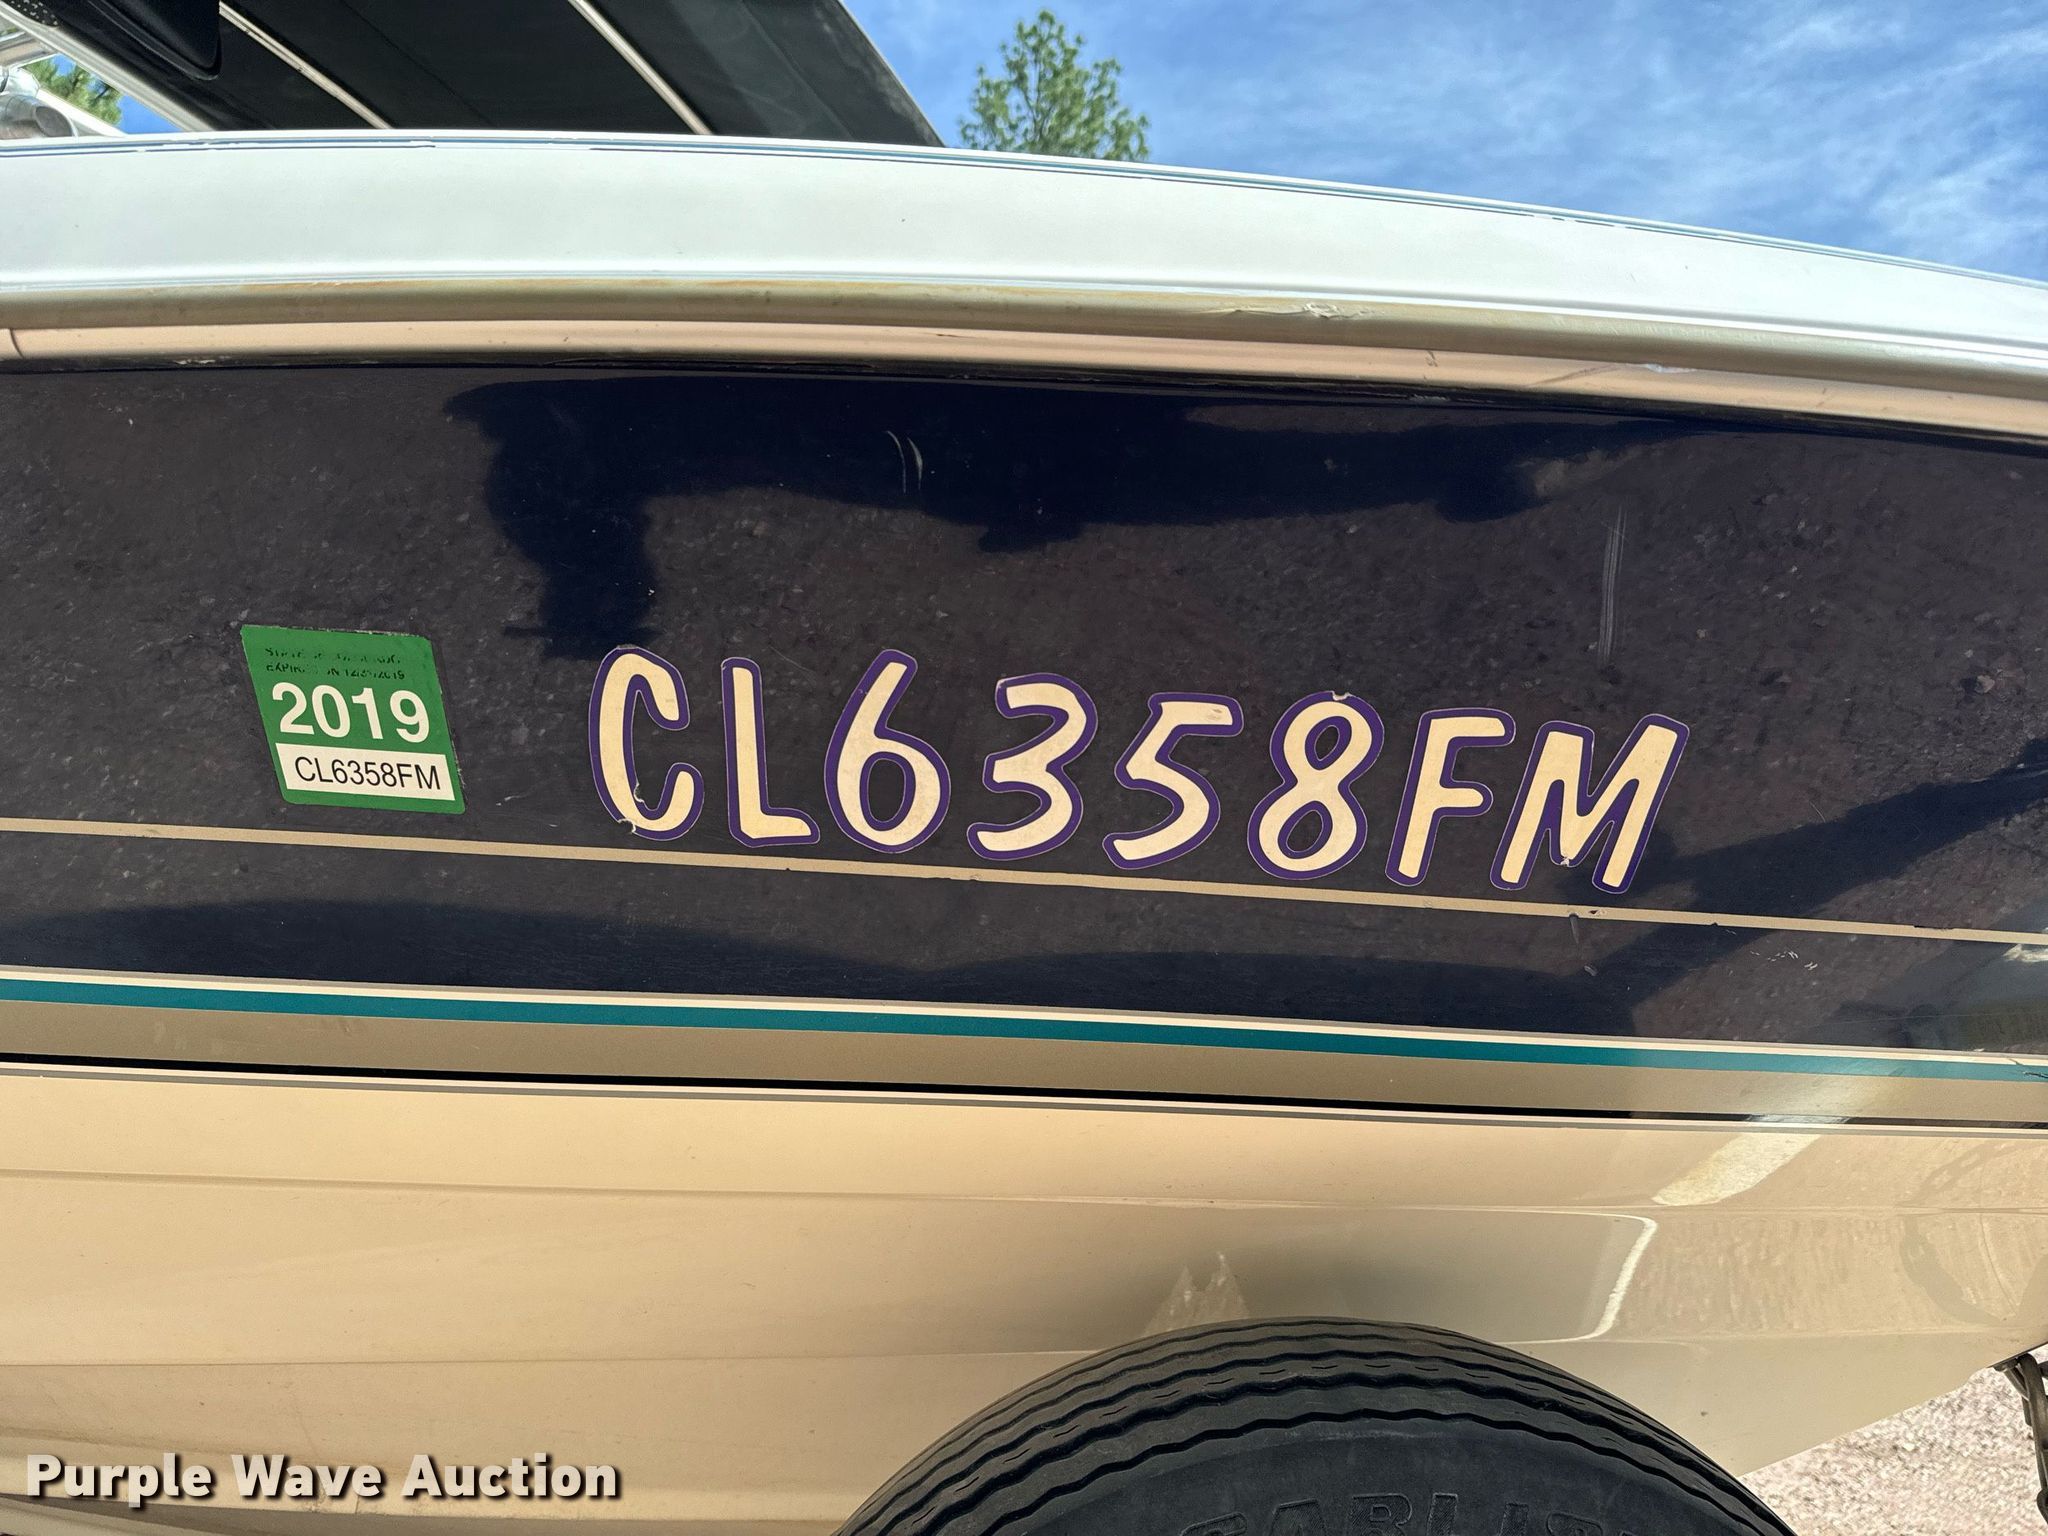 2019
CL6358FM
CL6358FM
Purple Wave Auction